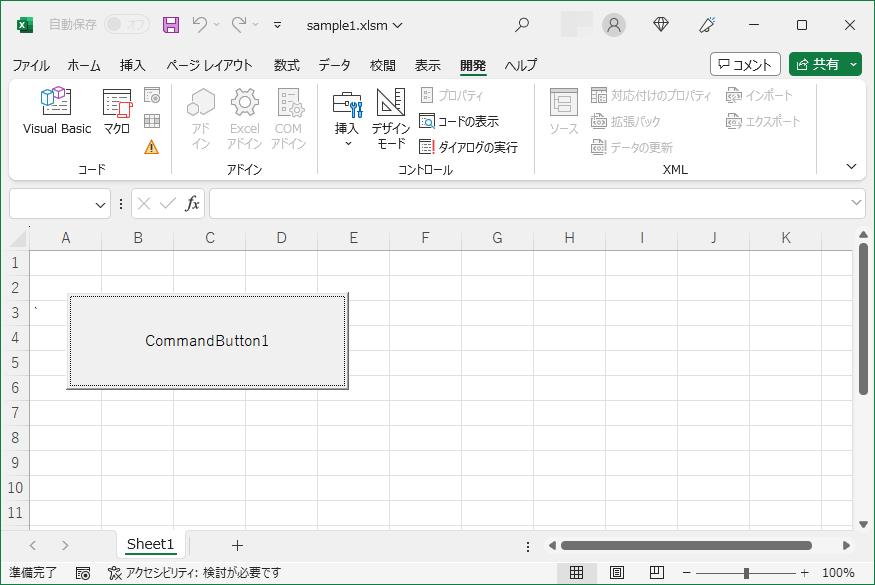 自動保存 オフ sample1.xlsm
ファイル ホーム 挿入 ページ レイアウト 数式 データ 校閲 表示 開発 ヘルプ コメント 共有
Visual Basic マクロ アド
イン Excel
アドイン COM
アドイン 挿入 デザイン
モード プロパティ
コードの表示
ダイアログの実行 ソース 対応付けのプロパティ
拡張パック
データの更新 インポート
エクスポート
コード アドイン コントロール XML
fx
A B C D E F G H I J K
1
2
3 `
4 CommandButton1
5
6
7
8
9
10
11
Sheet1
準備完了 アクセシビリティ: 検討が必要です 100%